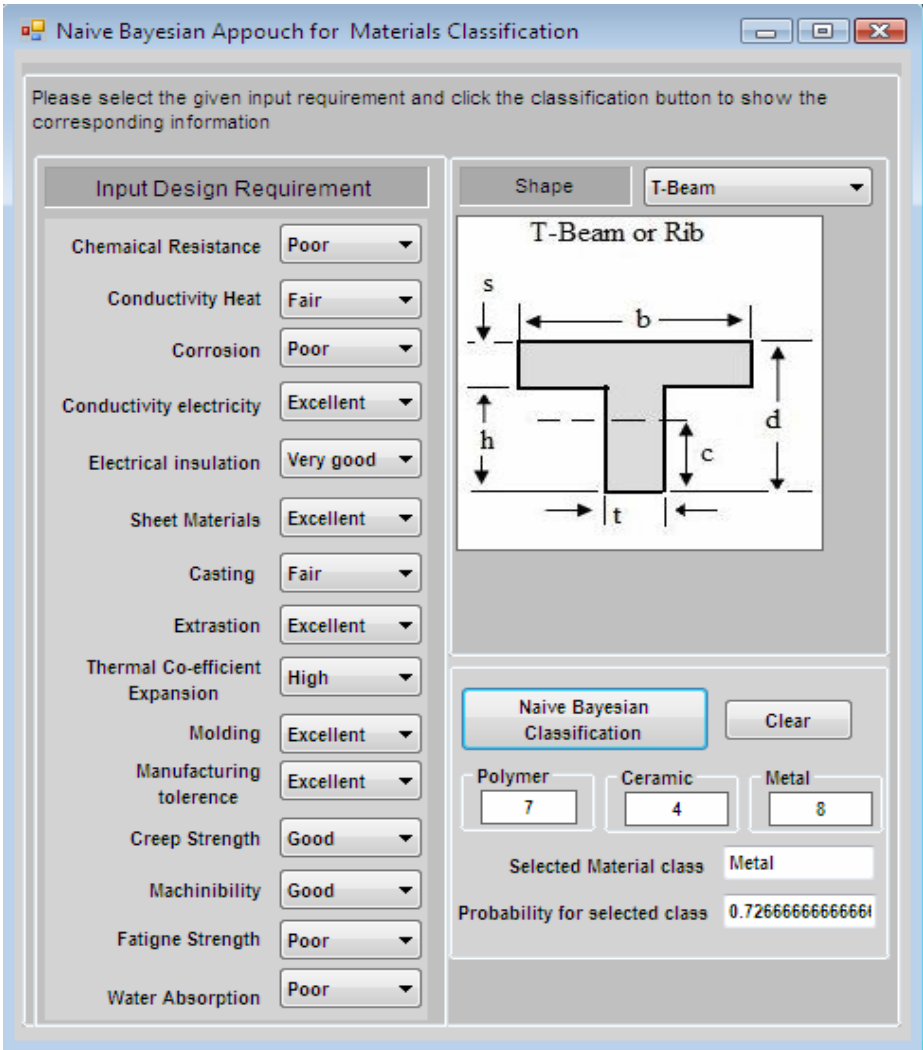 Naive Bayesian Appouch for Materials Classification
Please select the given input requirement and click the classification button to show the
corresponding information
Input Design Requirement
Chemaical Resistance Poor
Conductivity Heat Fair
Corrosion Poor
Conductivity electricity Excellent
Electrical insulation Very good
Sheet Materials Excellent
Casting Fair
Extrastion Excellent
Thermal Co-efficient
Expansion
High
Molding Excellent
Manufacturing
tolerence
Excellent
Creep Strength Good
Machinibility Good
Fatigne Strength Poor
Water Absorption Poor
Shape T-Beam
T-Beam or Rib
s
b
h
d
c
t
Naive Bayesian
Classification
Clear
Polymer Ceramic Metal
7 4 8
Selected Material class Metal
Probability for selected class 0.7266666666666